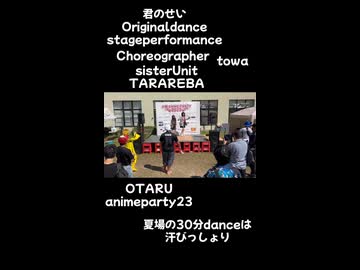 君のせい
Originaldance
stageperformance
Choreographer towa
sisterUnit
TARAREBA
OTARU
animeparty23
夏場の30分danceは
汗びっしょり